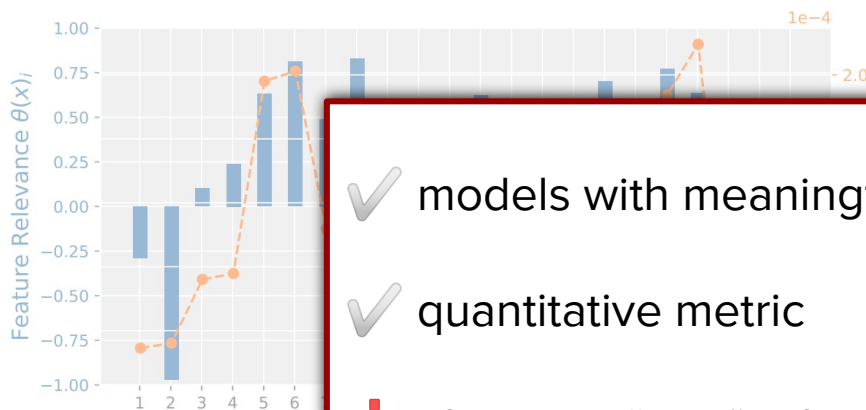 1e−4
1.00
0.75
0.50
0.25
0.00
−0.25
−0.50
−0.75
−1.00
Feature Relevance θ(x)i
2.0
1 2 3 4 5 6
✔ models with meaning
✔ quantitative metric